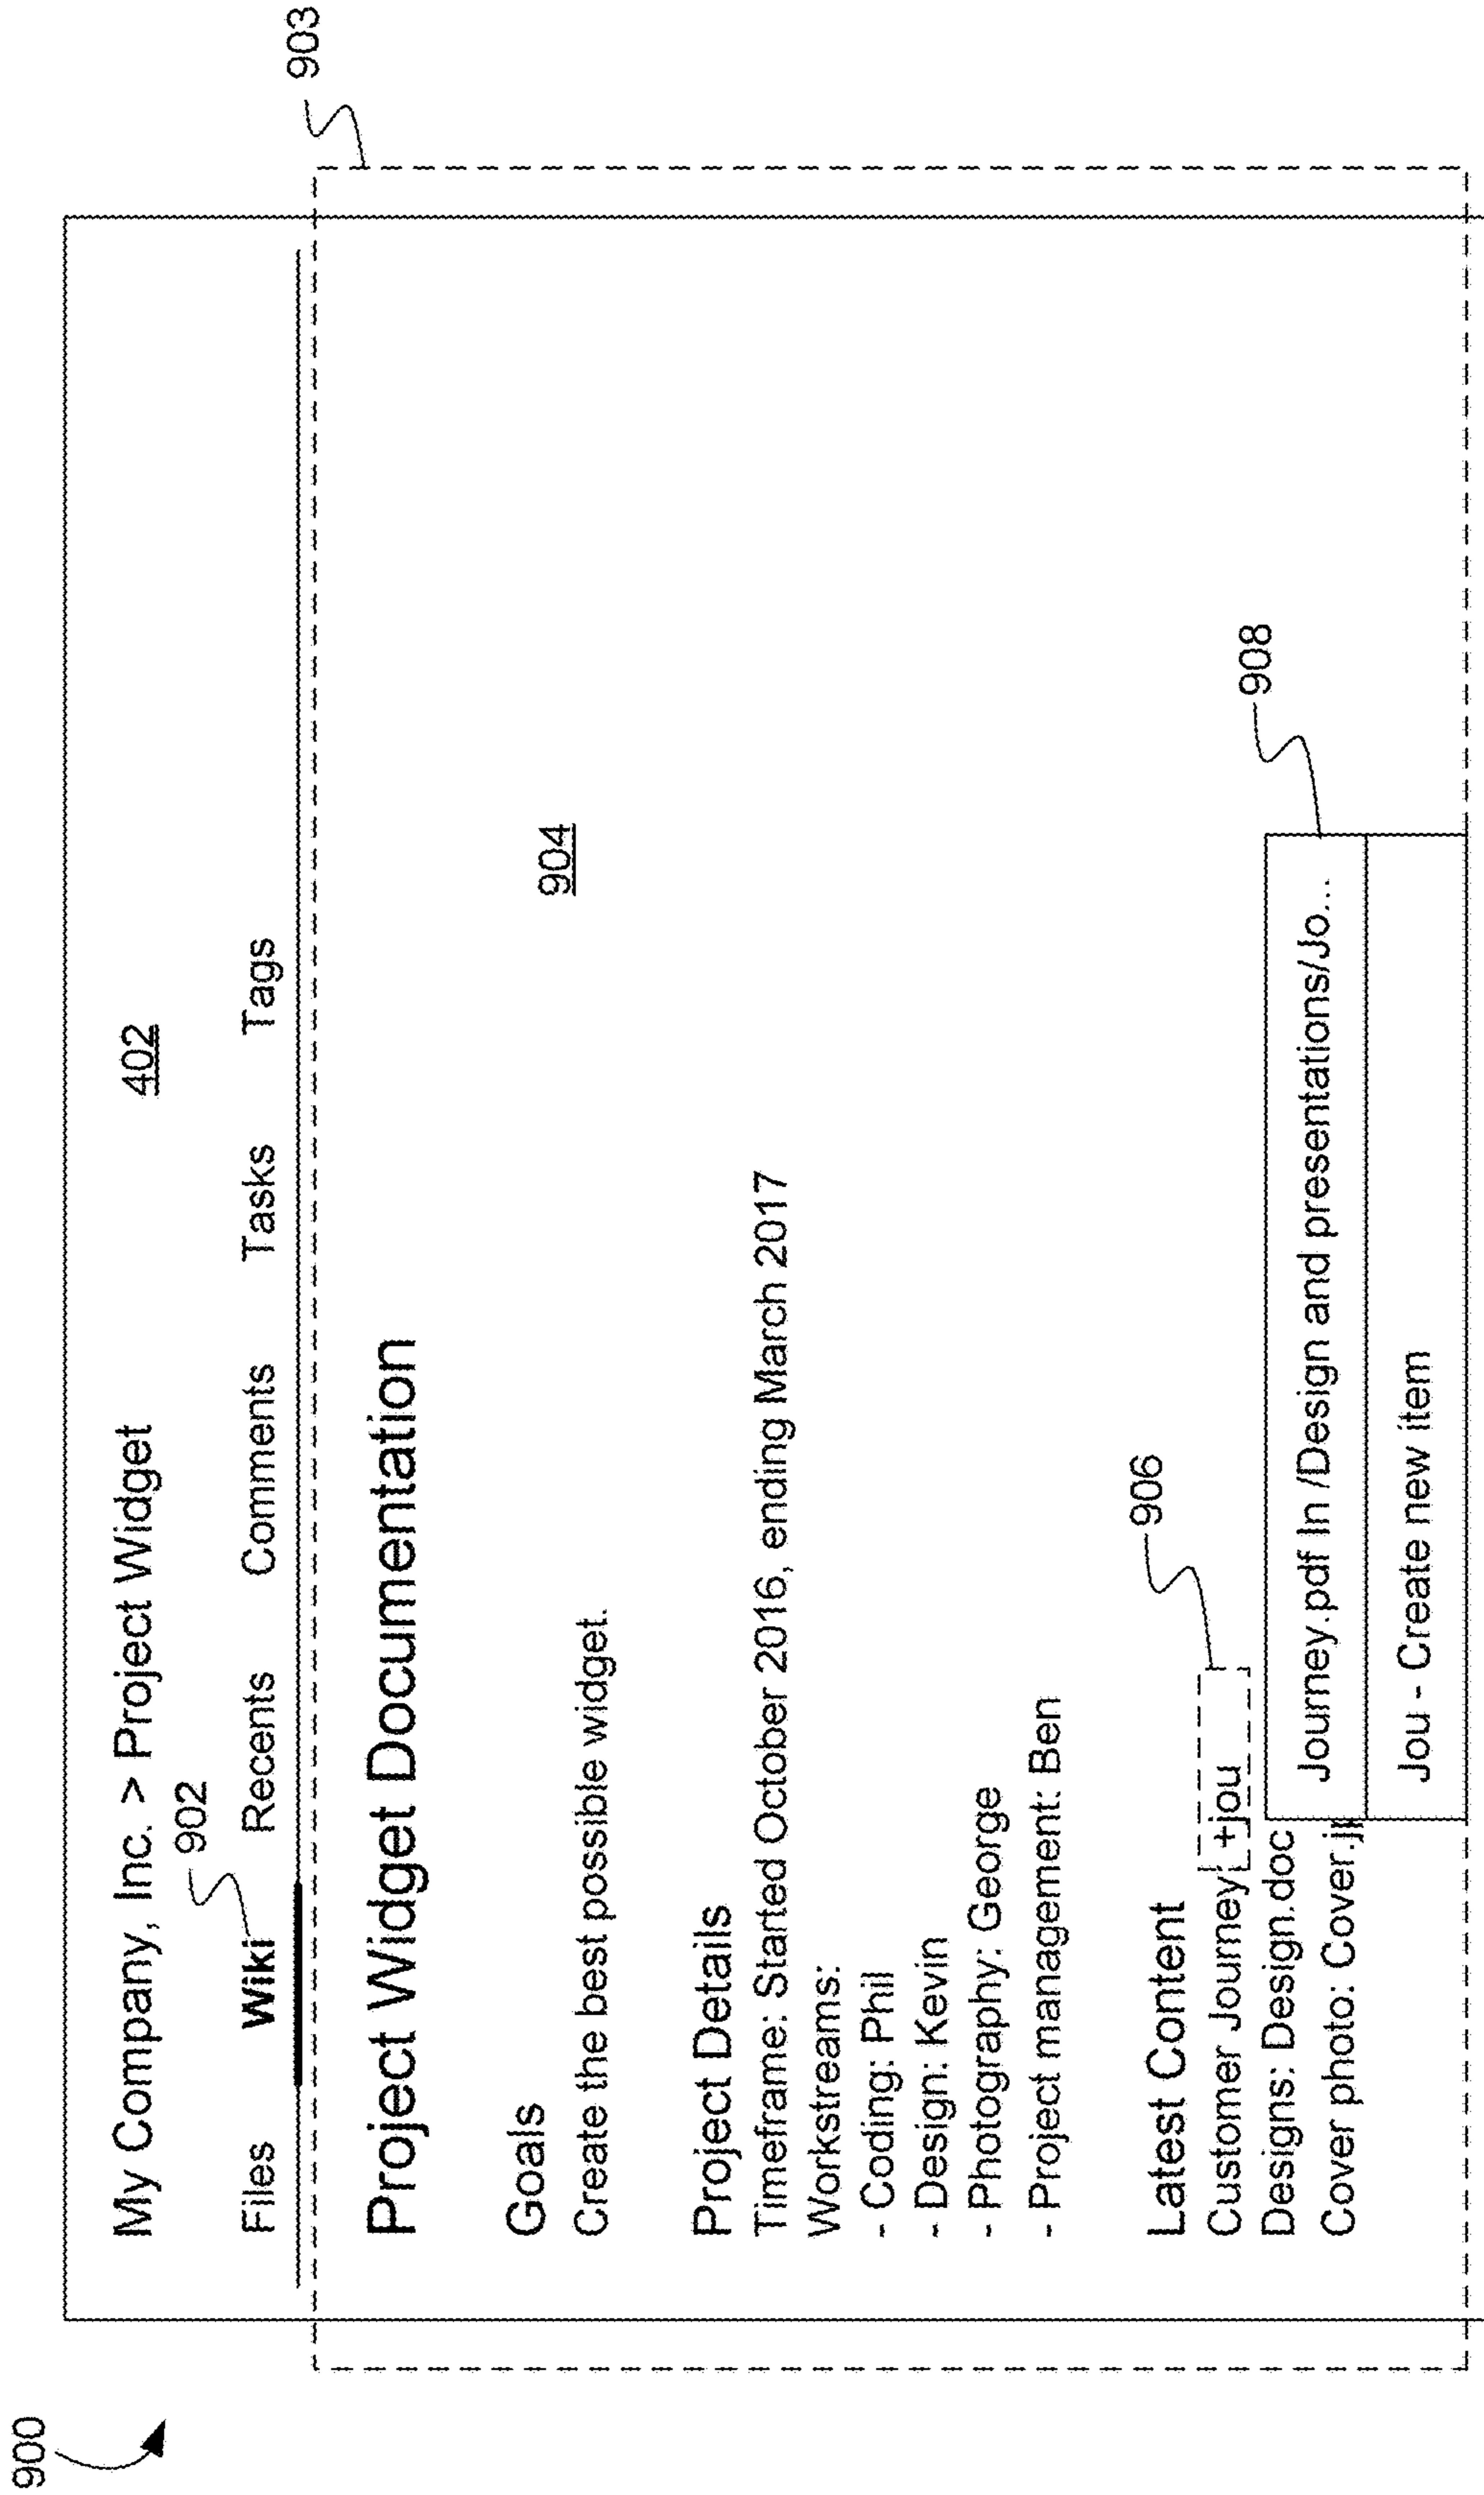 900
903
My Company, Inc. > Project Widget
402
902
Files Wiki Recents Comments Tasks Tags
Project Widget Documentation
904
Goals
Create the best possible widget.
Project Details
Timeframe: Started October 2016, ending March 2017
Workstreams:
- Coding: Phil
- Design: Kevin
- Photography: George
- Project management: Ben
906
Latest Content
Customer Journey +jou
908
Designs: Design.doc
Journey.pdf In /Design and presentations/Jo...
Cover photo: Cover.j
Jou - Create new item